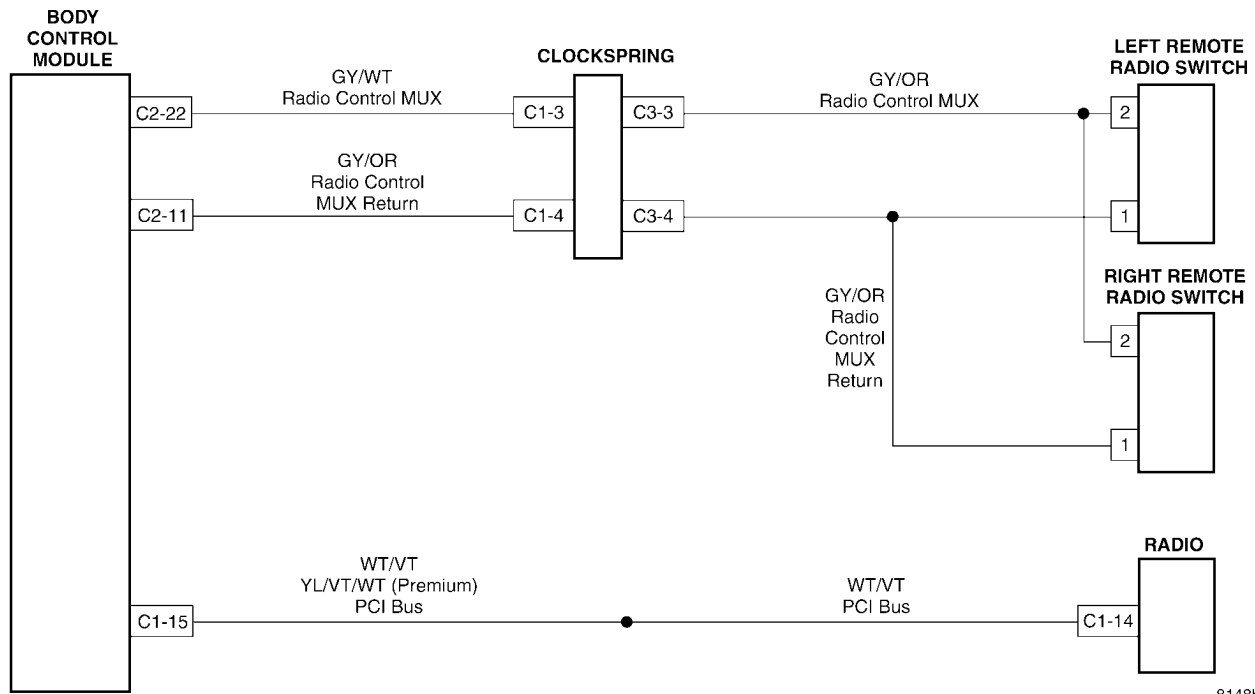 BODY
CONTROL
MODULE
CLOCKSPRING
LEFT REMOTE
RADIO SWITCH
GY/WT
Radio Control MUX
GY/OR
Radio Control MUX
C2-22
C1-3
C3-3
2
GY/OR
Radio Control
MUX Return
C2-11
C1-4
C3-4
1
RIGHT REMOTE
RADIO SWITCH
GY/OR
Radio
Control
MUX
Return
2
1
RADIO
WT/VT
YL/VT/WT (Premium)
PCI Bus
WT/VT
PCI Bus
C1-15
C1-14